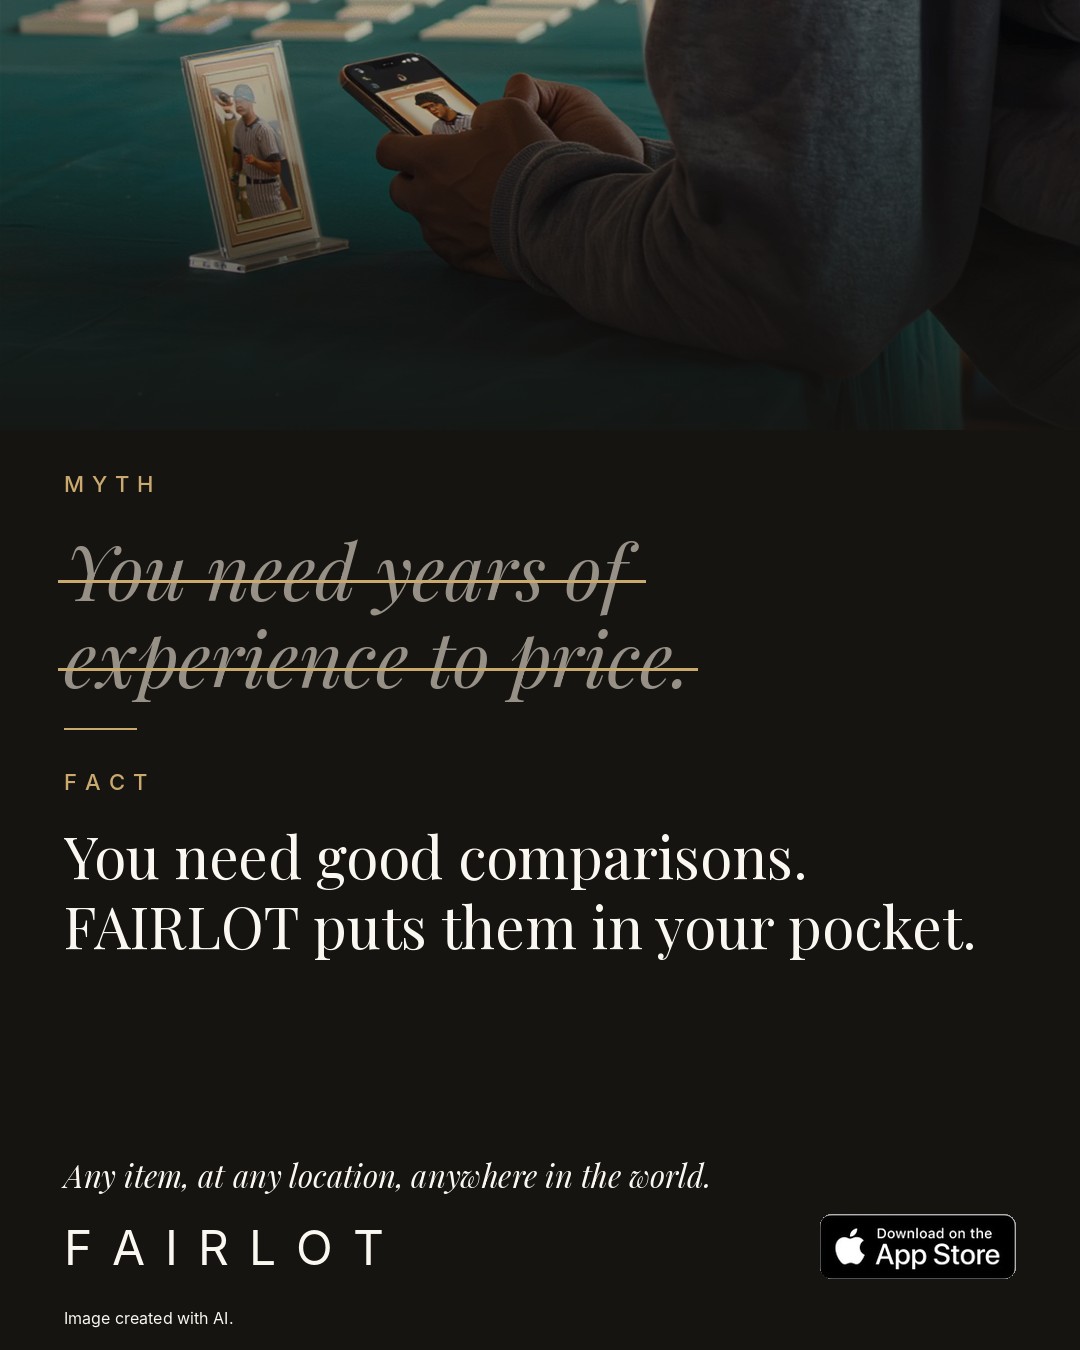 MYTH
You need years of
experience to price.
FACT
You need good comparisons.
FAIRLOT puts them in your pocket.
Any item, at any location, anywhere in the world.
FAIRLOT
Download on the
App Store
Image created with AI.